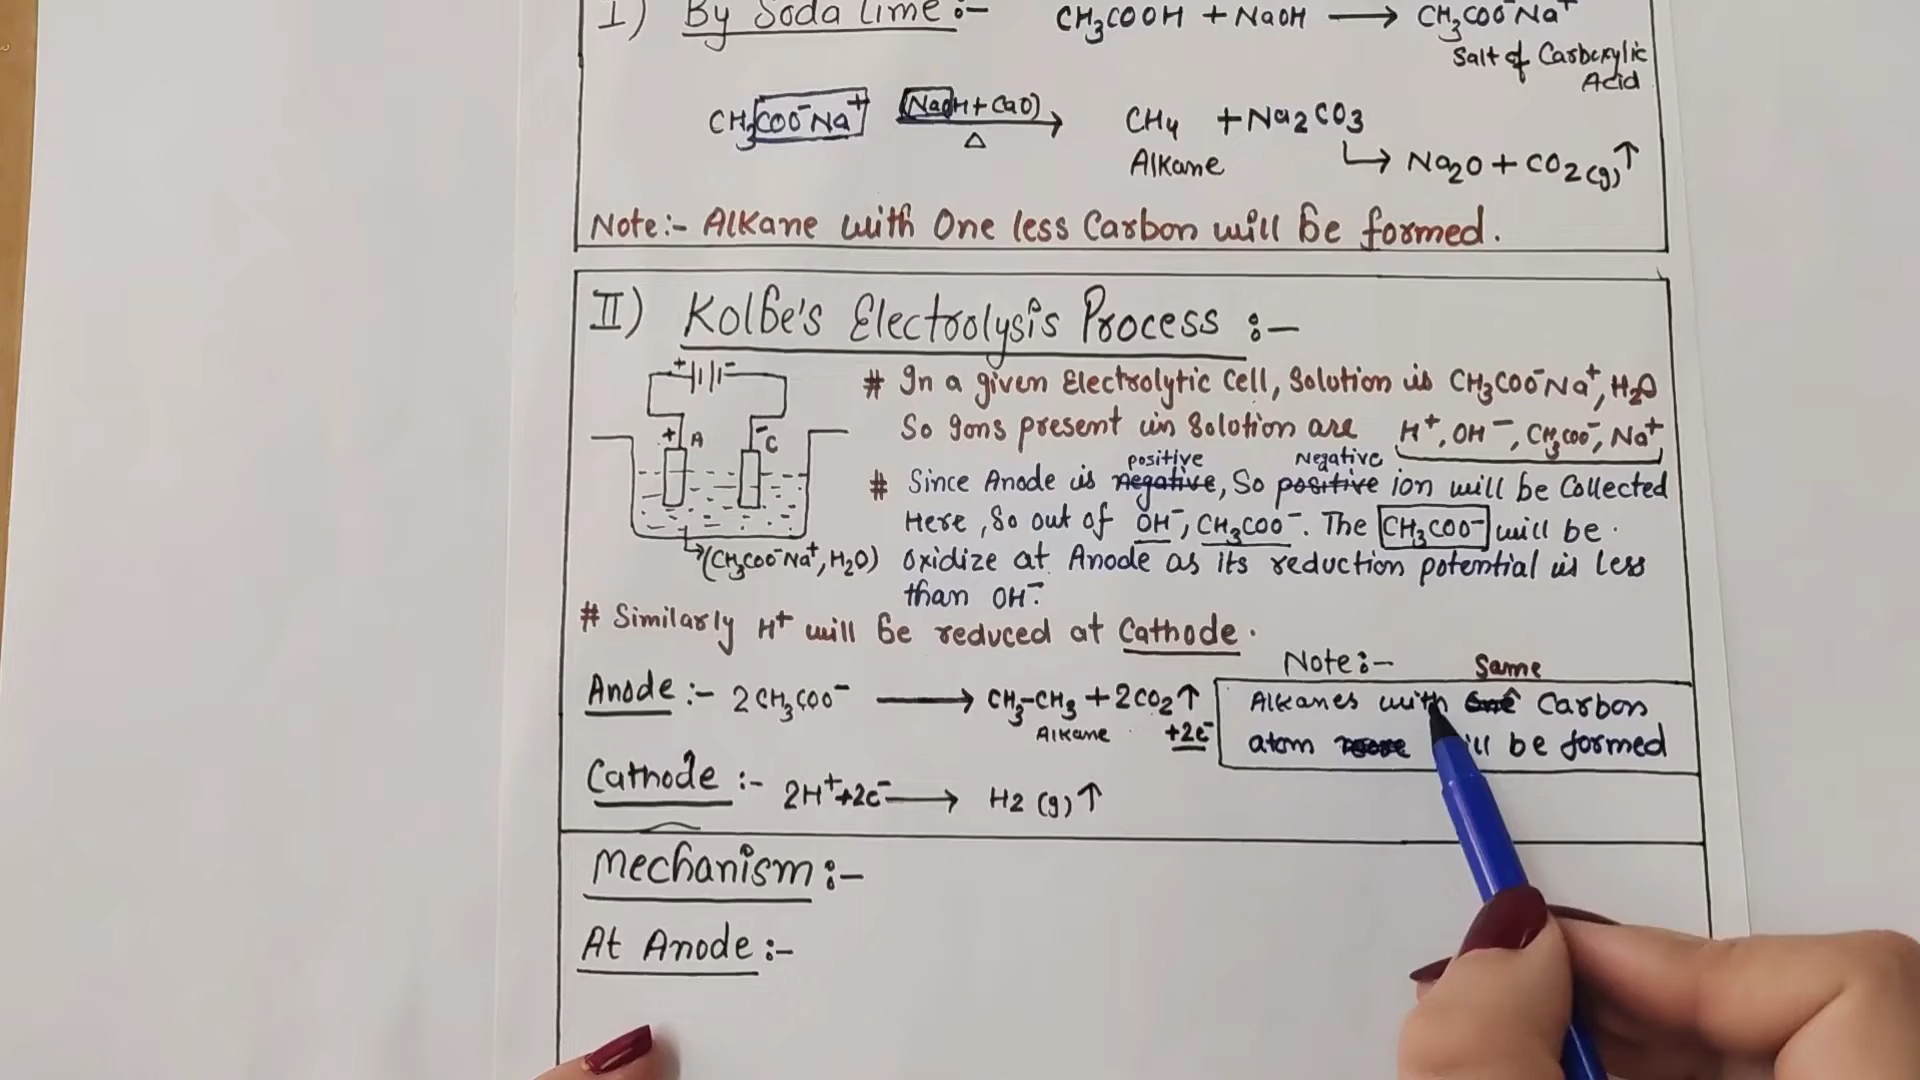 I) By Soda lime :- CH3COOH + NaOH ⟶ CH3COO⁻Na⁺
Salt of Carboxylic
Acid
CH3COO⁻Na⁺ (NaOH + CaO) ⟶ CH4 + Na2CO3
△
Alkane ↳ Na2O + CO2(g)↑
Note:- Alkane with One less Carbon will be formed.
II) Kolbe's Electrolysis Process :-
+ -
# In a given Electrolytic Cell, Solution is CH3COO⁻Na⁺, H2O
So Ions present in Solution are H⁺, OH⁻, CH3COO⁻, Na⁺
+ A - C
positive Negative
# Since Anode is negative, So positive ion will be Collected
Here, So out of OH⁻, CH3COO⁻. The CH3COO⁻ will be
(CH3COO⁻Na⁺, H2O)
oxidize at Anode as its reduction potential is less
than OH⁻.
# Similarly H⁺ will be reduced at Cathode.
Note:- Same
Anode :- 2CH3COO⁻ ⟶ CH3-CH3 + 2CO2↑
Alkane +2e⁻
Alkanes with one Carbon
atom more be formed
Cathode :- 2H⁺+2e⁻ ⟶ H2 (g)↑
Mechanism :-
At Anode :-